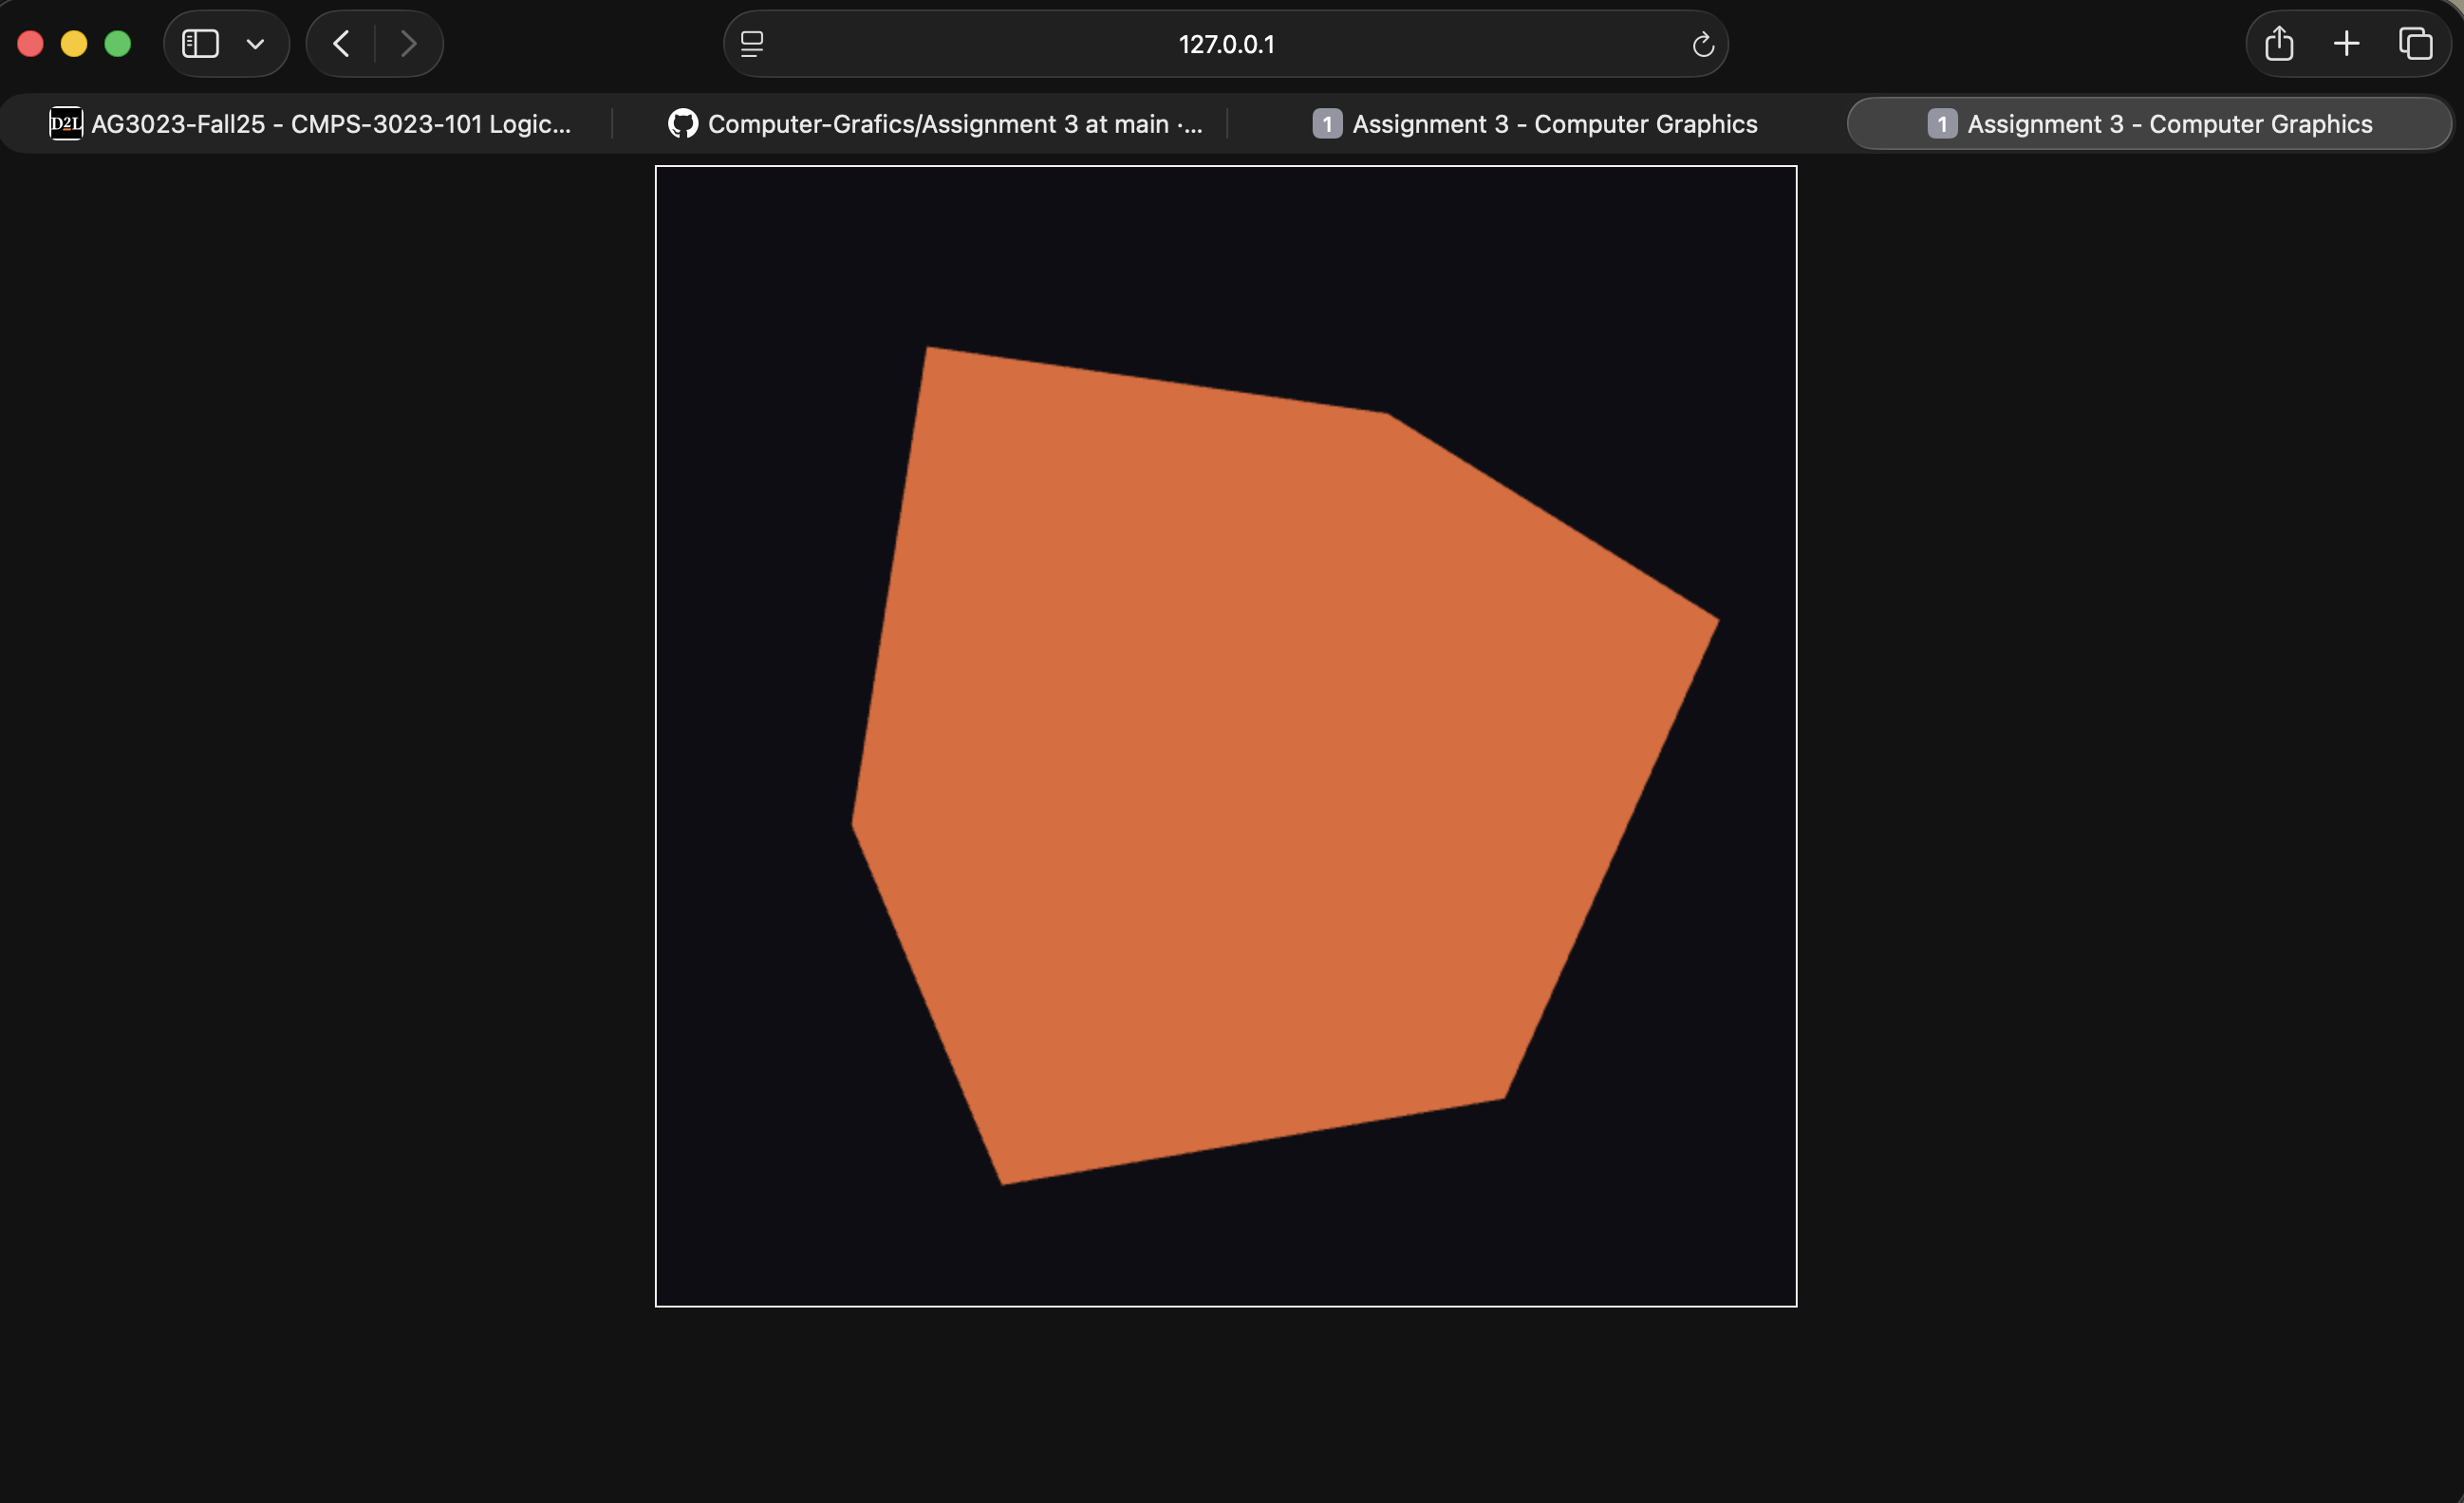 127.0.0.1
D2L AG3023-Fall25 - CMPS-3023-101 Logic...
Computer-Grafics/Assignment 3 at main ·...
1 Assignment 3 - Computer Graphics
1 Assignment 3 - Computer Graphics